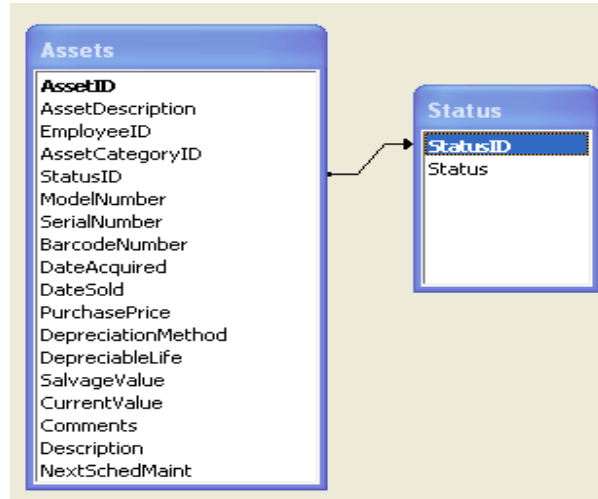 Assets
AssetID
AssetDescription
EmployeeID
AssetCategoryID
StatusID
ModelNumber
SerialNumber
BarcodeNumber
DateAcquired
DateSold
PurchasePrice
DepreciationMethod
DepreciableLife
SalvageValue
CurrentValue
Comments
Description
NextSchedMaint
Status
StatusID
Status